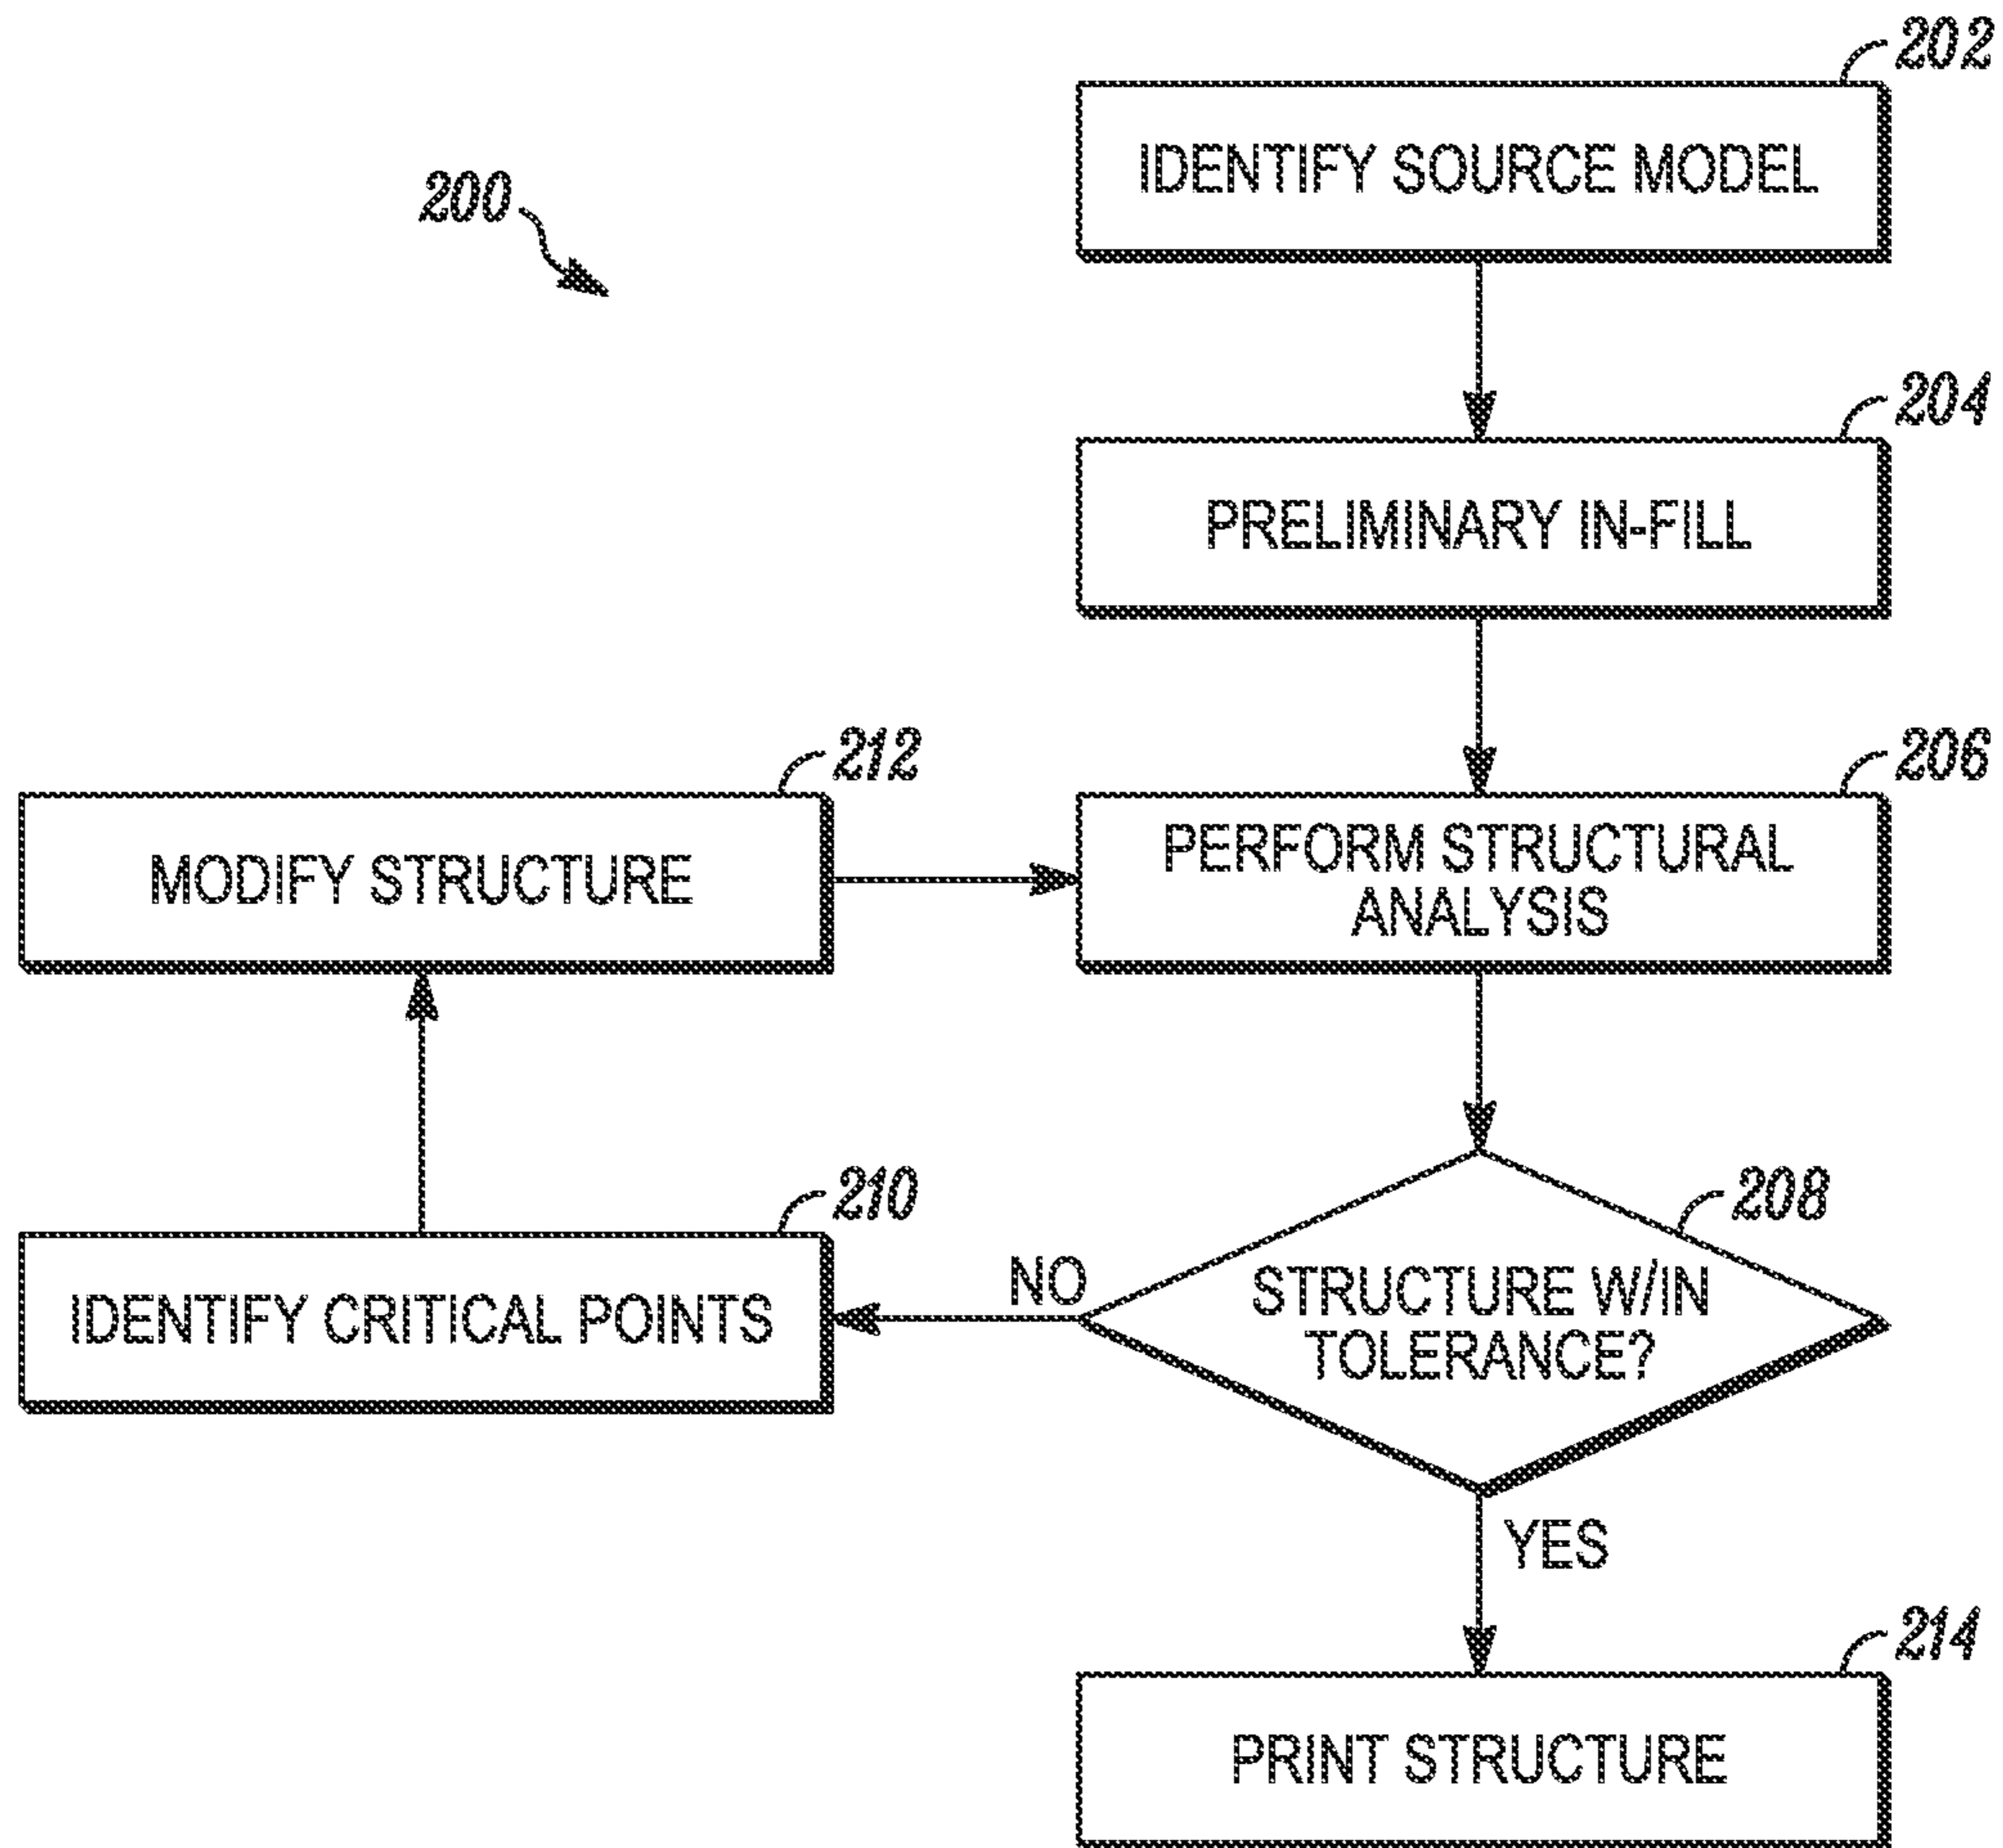 202
IDENTIFY SOURCE MODEL
200
204
PRELIMINARY IN-FILL
212
206
MODIFY STRUCTURE
PERFORM STRUCTURAL
ANALYSIS
210
208
IDENTIFY CRITICAL POINTS
NO
STRUCTURE W/IN
TOLERANCE?
YES
214
PRINT STRUCTURE